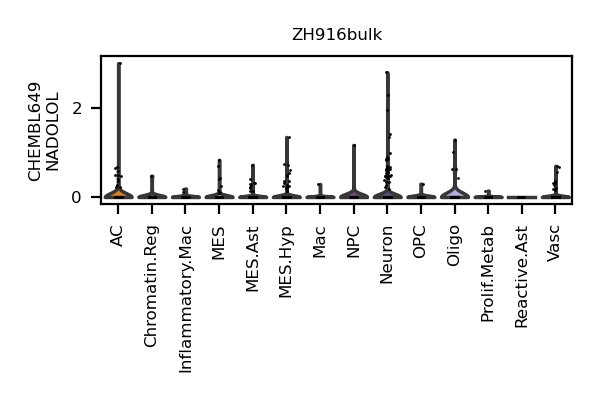 ZH916bulk
CHEMBL649
NADOLOL
2
0
AC
Chromatin.Reg
Inflammatory.Mac
MES
MES.Ast
MES.Hyp
Mac
NPC
Neuron
OPC
Oligo
Prolif.Metab
Reactive.Ast
Vasc